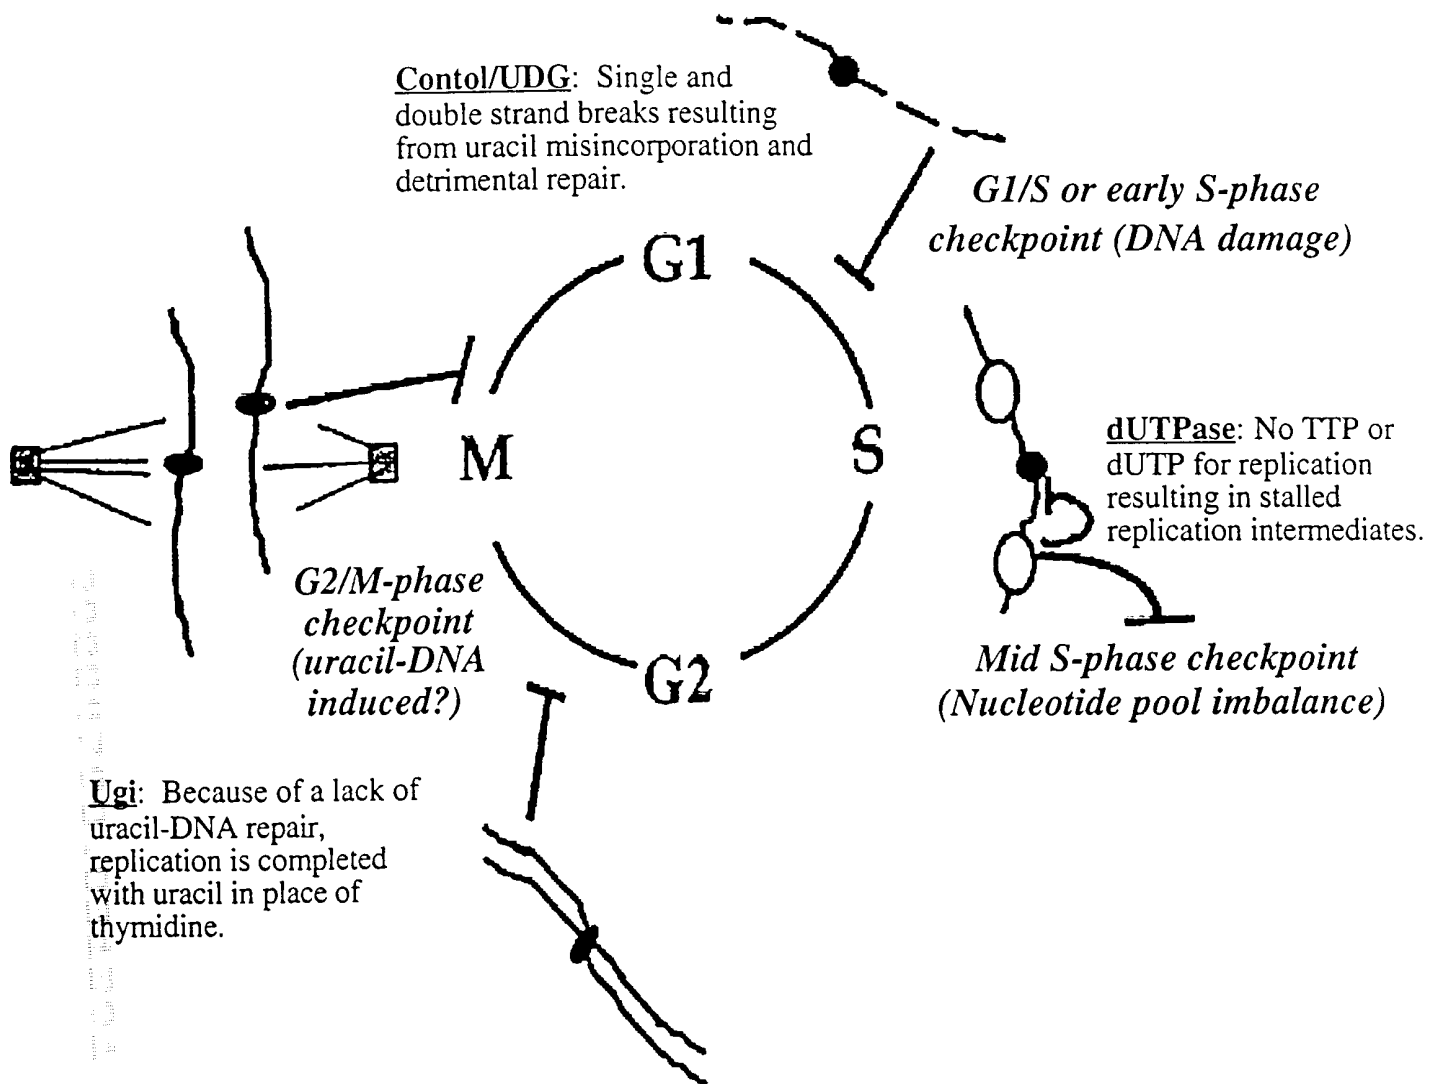 Contol/UDG: Single and
double strand breaks resulting
from uracil misincorporation and
detrimental repair.
G1/S or early S-phase
checkpoint (DNA damage)
G1
M
S
G2
dUTPase: No TTP or
dUTP for replication
resulting in stalled
replication intermediates.
Mid S-phase checkpoint
(Nucleotide pool imbalance)
G2/M-phase
checkpoint
(uracil-DNA
induced?)
Ugi: Because of a lack of
uracil-DNA repair,
replication is completed
with uracil in place of
thymidine.